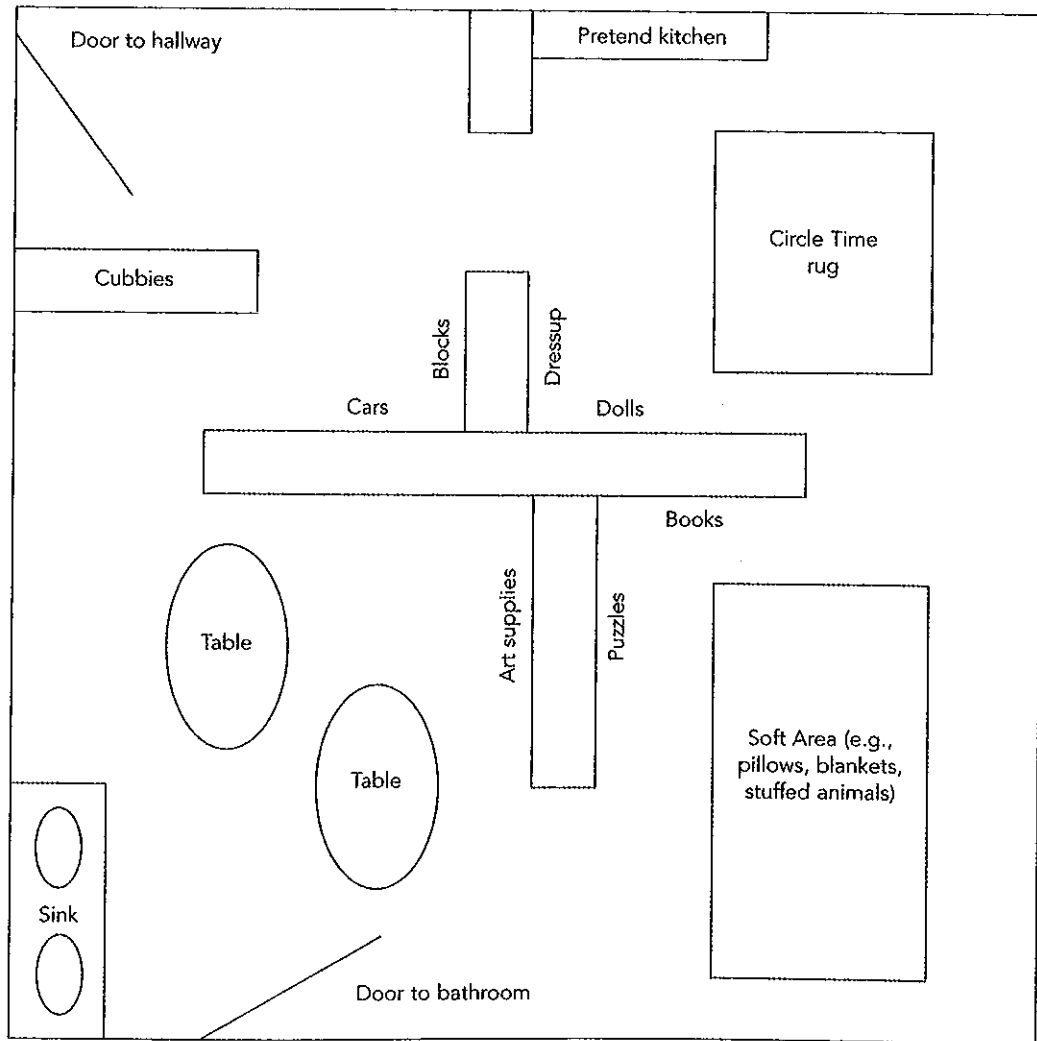 Door to hallway
Pretend kitchen
Circle Time
rug
Cubbies
Blocks
Dressup
Cars
Dolls
Books
Art supplies
Puzzles
Table
Table
Soft Area (e.g.,
pillows, blankets,
stuffed animals)
Sink
Door to bathroom